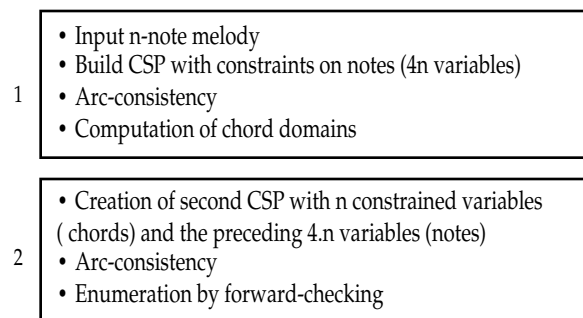 • Input n-note melody
• Build CSP with constraints on notes (4n variables)
1
• Arc-consistency
• Computation of chord domains
• Creation of second CSP with n constrained variables
( chords) and the preceding 4.n variables (notes)
2
• Arc-consistency
• Enumeration by forward-checking